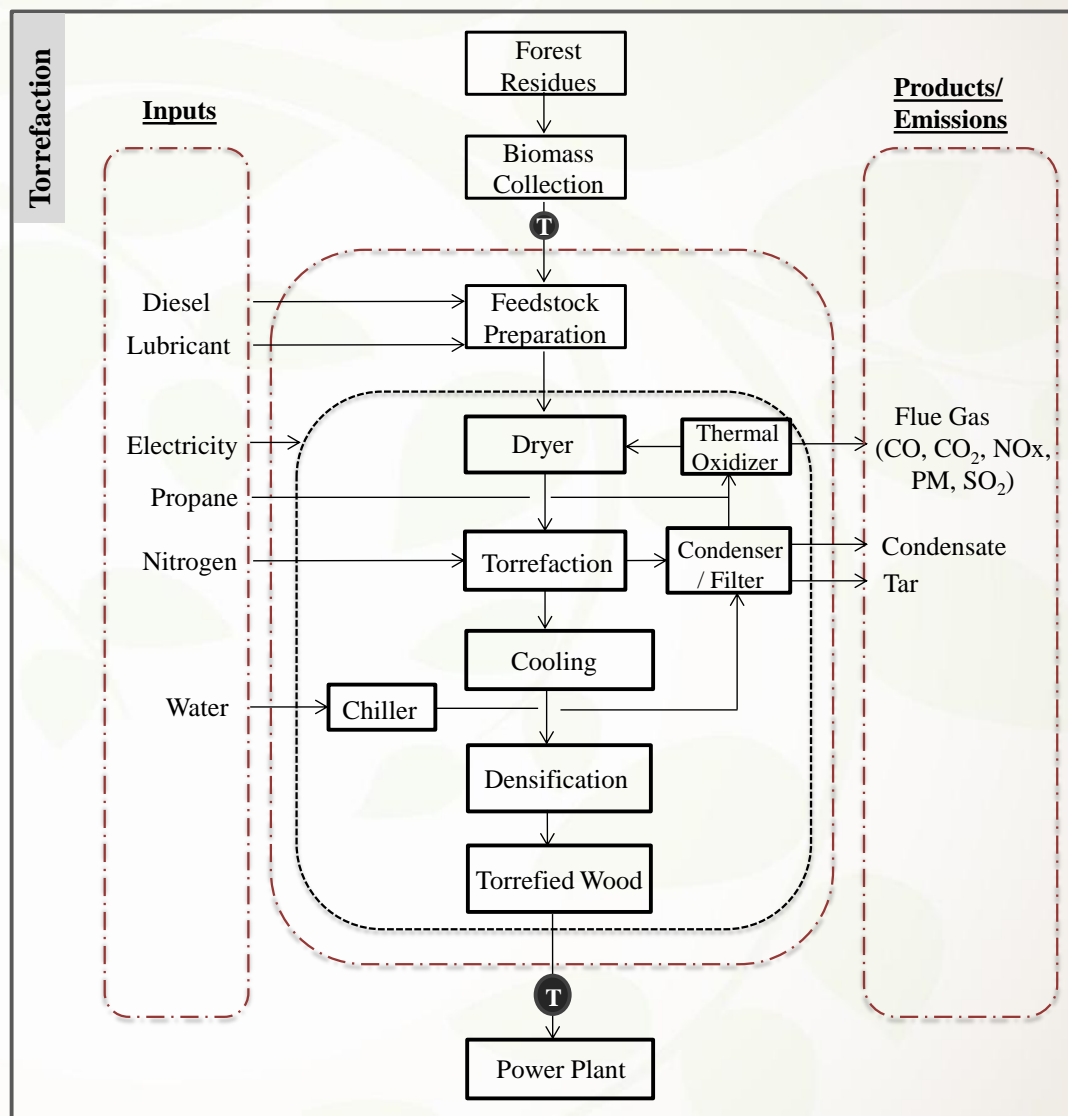 Torrefaction
Inputs
Products/
Emissions
Forest
Residues
Biomass
Collection
T
Diesel
Lubricant
Feedstock
Preparation
Electricity
Dryer
Thermal
Oxidizer
Flue Gas
(CO, CO₂, NOx,
PM, SO₂)
Propane
Nitrogen
Torrefaction
Condenser
/ Filter
Condensate
Tar
Cooling
Water
Chiller
Densification
Torrefied Wood
T
Power Plant